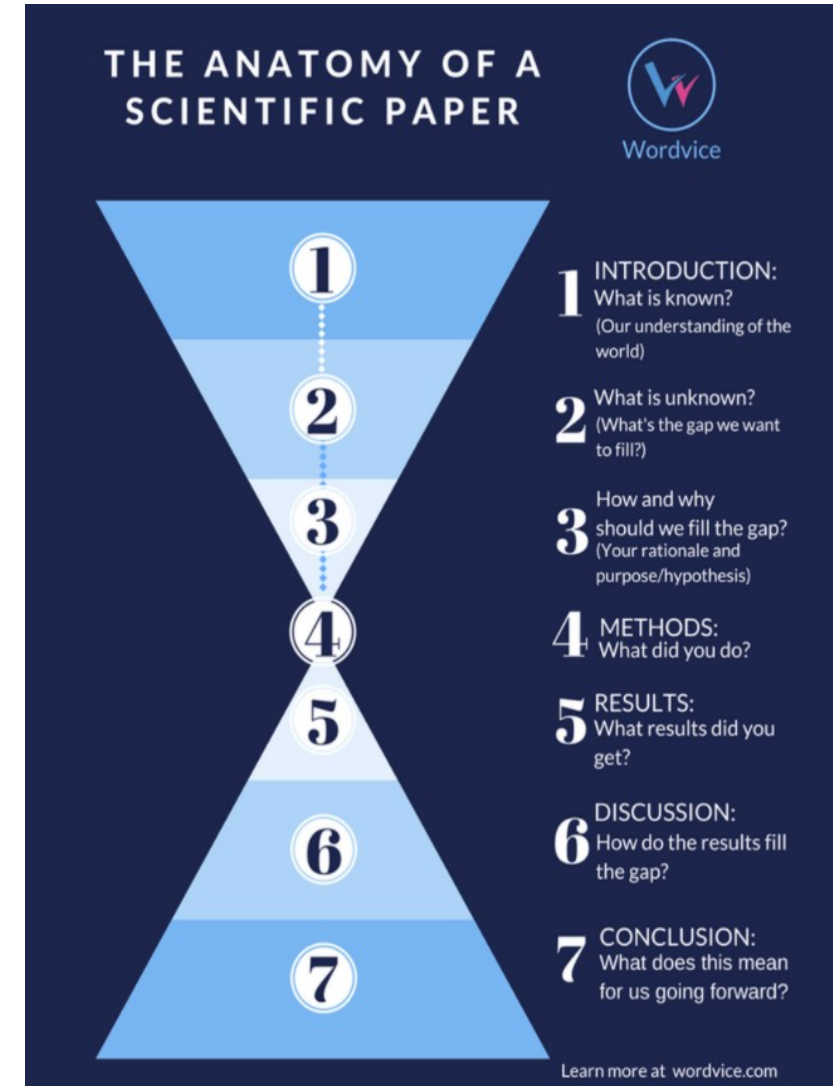 THE ANATOMY OF A
SCIENTIFIC PAPER
Wordvice
1
2
3
4
5
6
7
1 INTRODUCTION:
What is known?
(Our understanding of the
world)
2 What is unknown?
(What's the gap we want
to fill?)
3 How and why
should we fill the gap?
(Your rationale and
purpose/hypothesis)
4 METHODS:
What did you do?
5 RESULTS:
What results did you
get?
6 DISCUSSION:
How do the results fill
the gap?
7 CONCLUSION:
What does this mean
for us going forward?
Learn more at wordvice.com